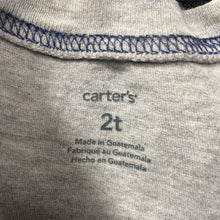 carter's
2t
Made in Guatemala
Fabriqué au Guatemala
Hecho en Guatemala